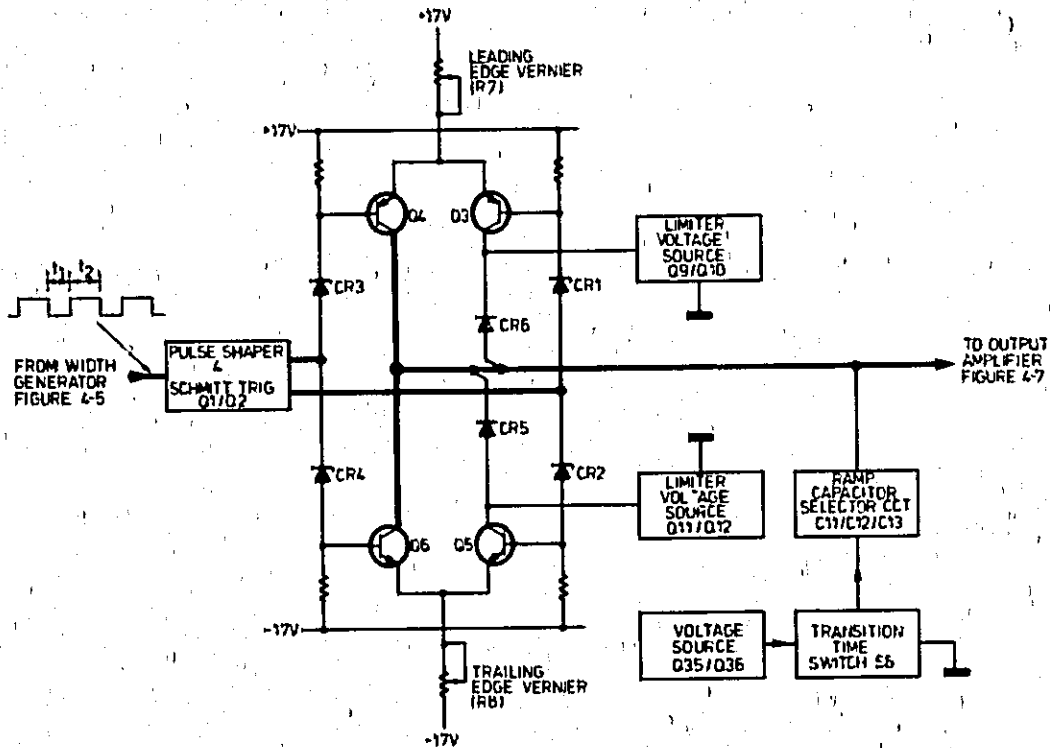 +17V
LEADING
EDGE VERNIER
(R7)
+17V
Q4
Q3
LIMITER
VOLTAGE
SOURCE
Q9/Q10
t1 t2
CR3
CR1
CR6
FROM WIDTH
GENERATOR
FIGURE 4-5
PULSE SHAPER
&
SCHMITT TRIG
Q1/Q2
TO OUTPUT
AMPLIFIER
FIGURE 4-7
CR5
CR4
CR2
LIMITER
VOLTAGE
SOURCE
Q11/Q12
RAMP
CAPACITOR
SELECTOR CCT
C11/C12/C13
Q6
Q5
-17V
VOLTAGE
SOURCE
Q35/Q36
TRANSITION
TIME
SWITCH S6
TRAILING
EDGE VERNIER
(R8)
-17V